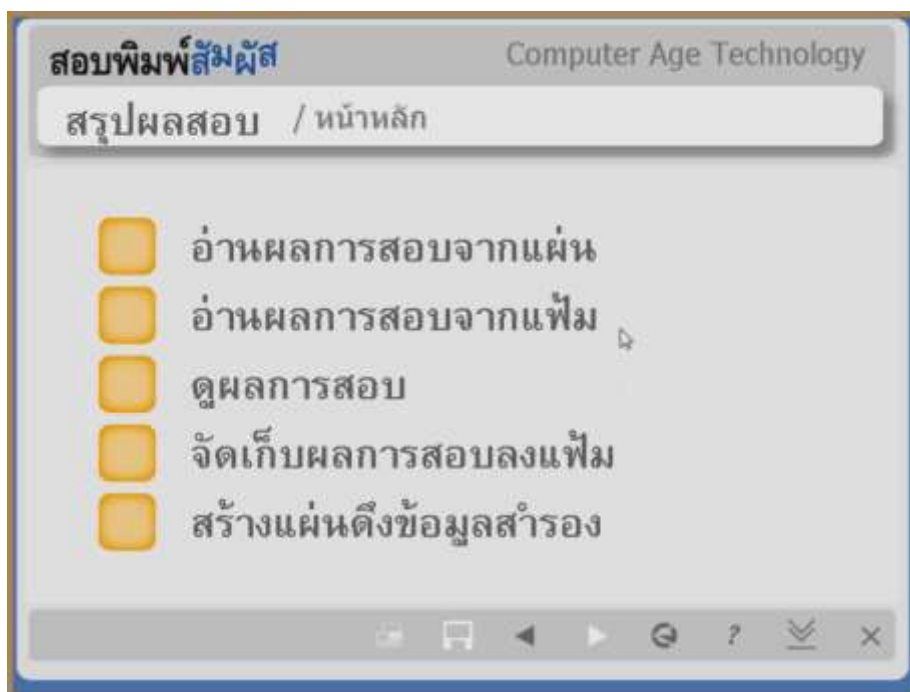 สอบพิมพ์สัมผัส Computer Age Technology
สรุปผลสอบ / หน้าหลัก
อ่านผลการสอบจากแผ่น
อ่านผลการสอบจากแฟ้ม
ดูผลการสอบ
จัดเก็บผลการสอบลงแฟ้ม
สร้างแผ่นดึงข้อมูลสำรอง
?